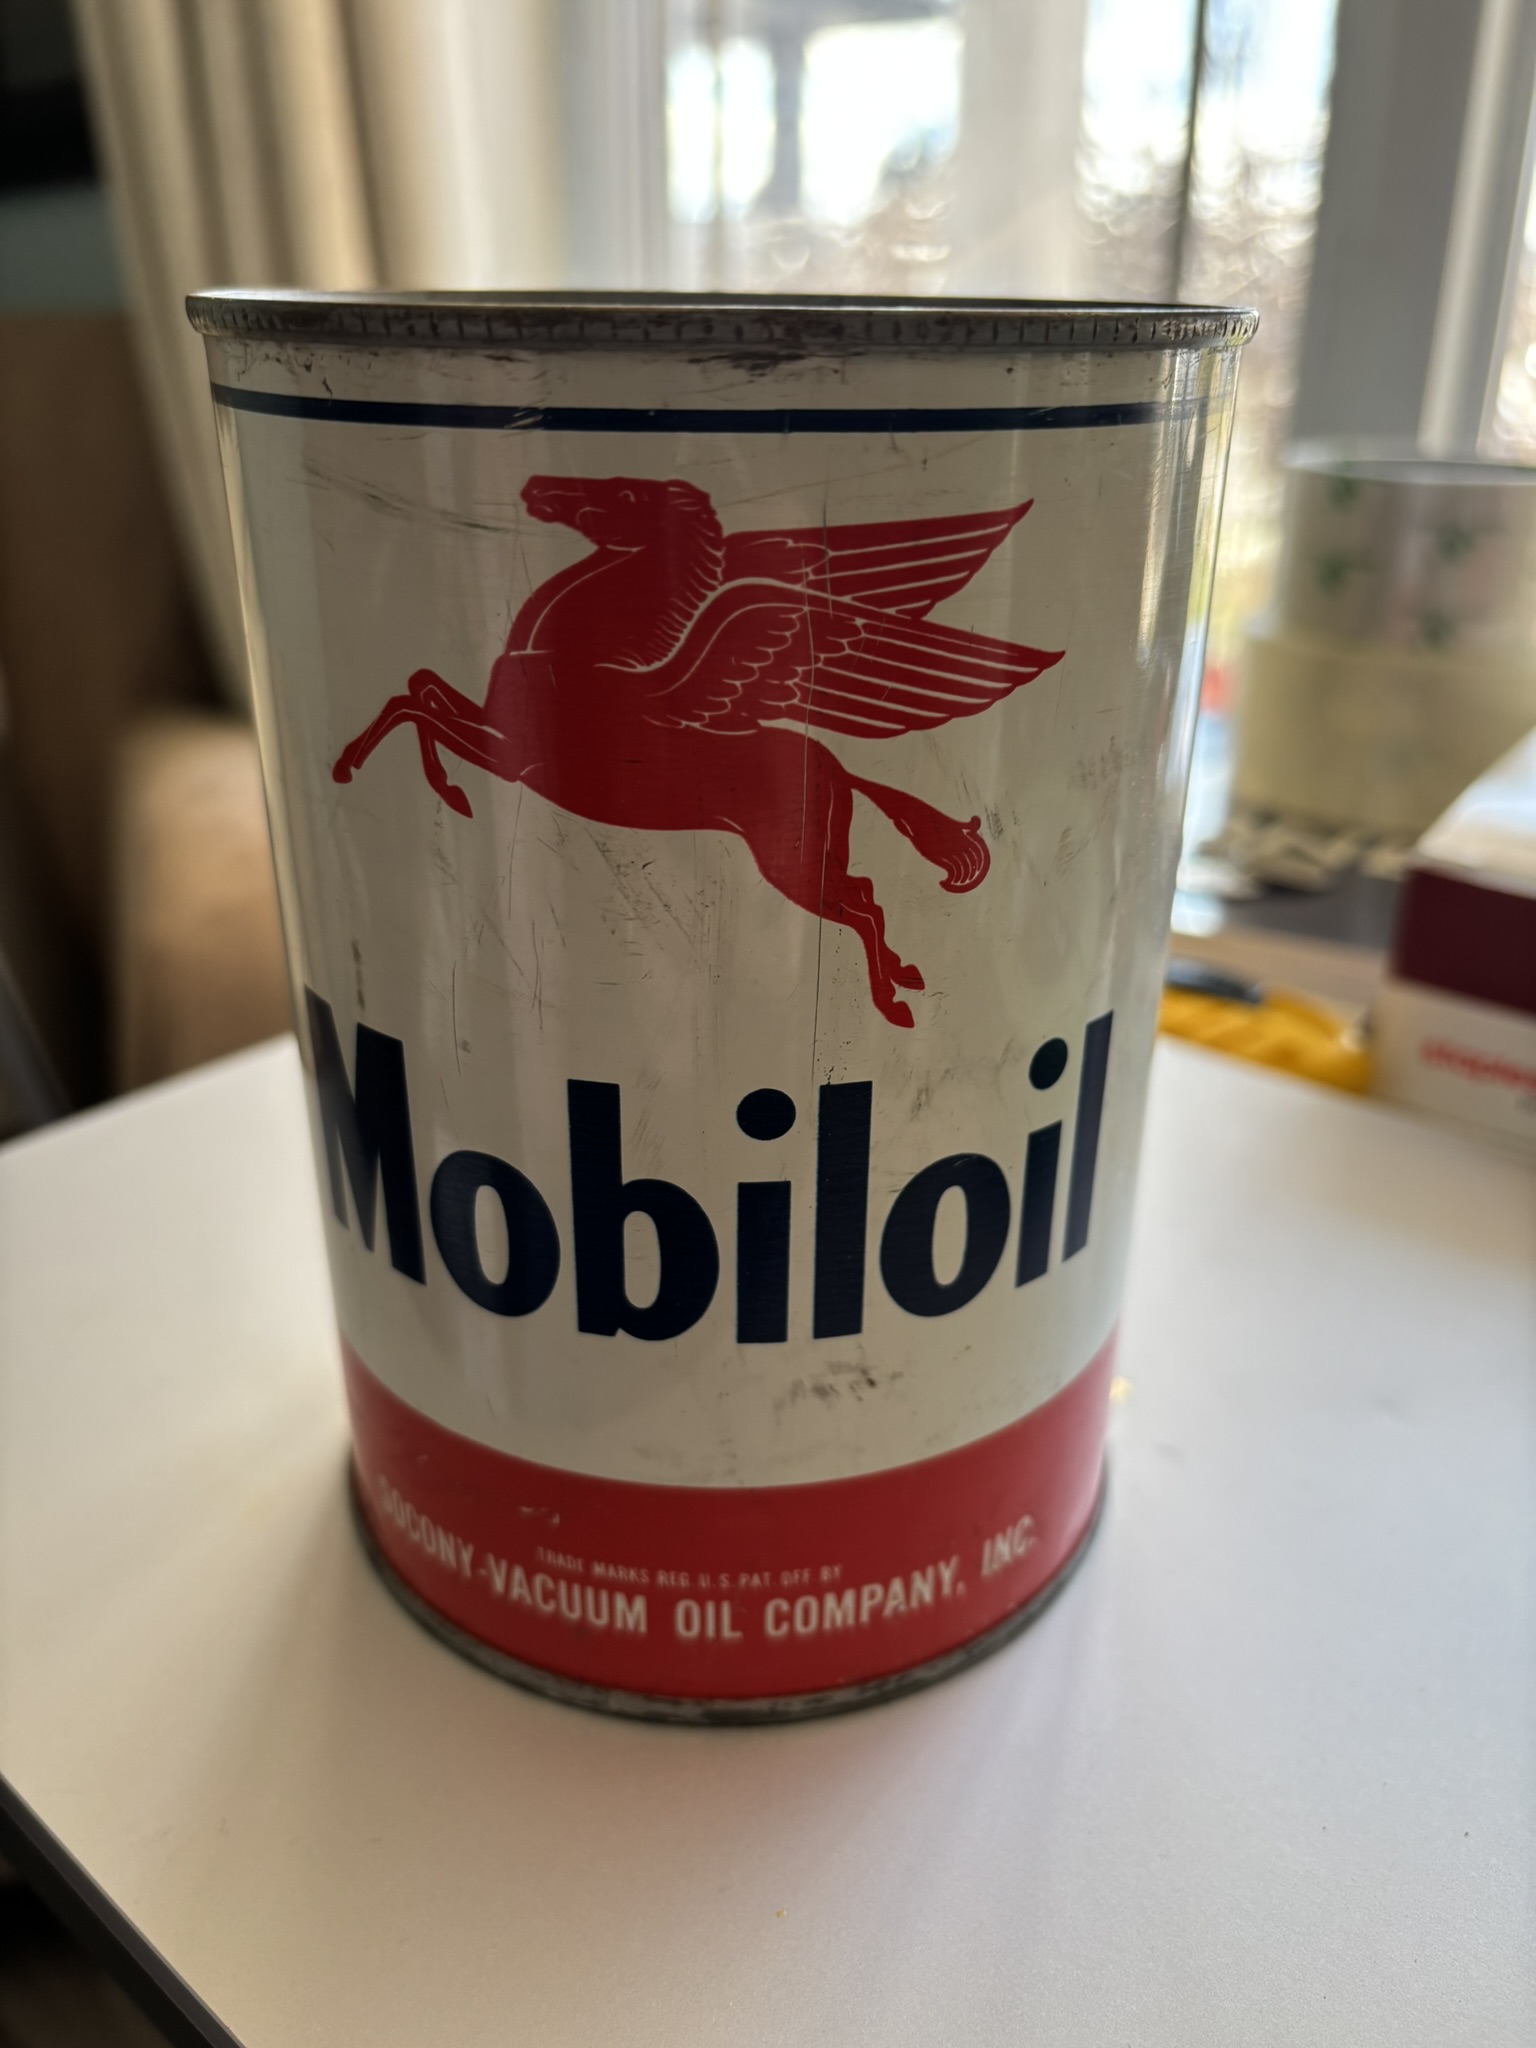 Mobiloil
TRADE MARKS REG. U.S. PAT. OFF. BY
SOCONY-VACUUM OIL COMPANY, INC.